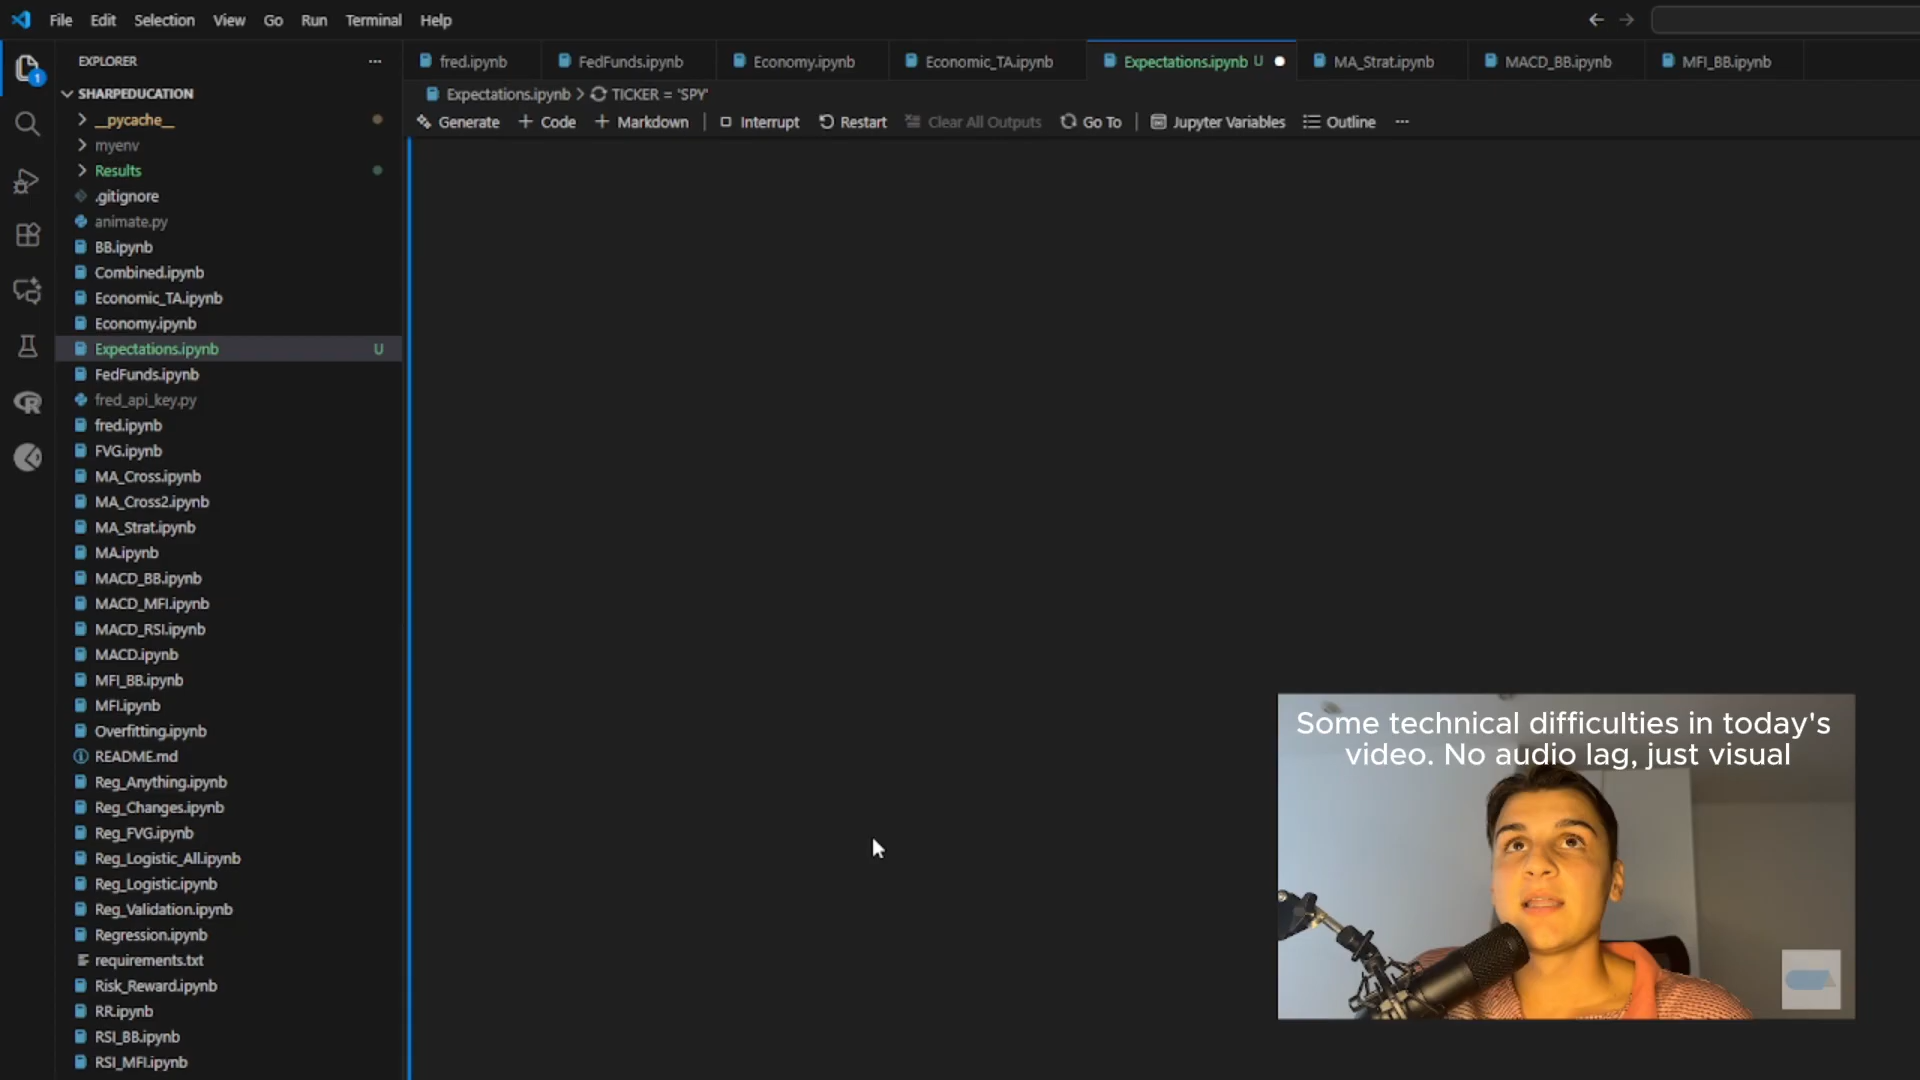 File Edit Selection View Go Run Terminal Help
EXPLORER
SHARPEDUCATION
__pycache__
myenv
Results
.gitignore
animate.py
BB.ipynb
Combined.ipynb
Economic_TA.ipynb
Economy.ipynb
Expectations.ipynb U
FedFunds.ipynb
fred_api_key.py
fred.ipynb
FVG.ipynb
MA_Cross.ipynb
MA_Cross2.ipynb
MA_Strat.ipynb
MA.ipynb
MACD_BB.ipynb
MACD_MFI.ipynb
MACD_RSI.ipynb
MACD.ipynb
MFI_BB.ipynb
MFI.ipynb
Overfitting.ipynb
README.md
Reg_Anything.ipynb
Reg_Changes.ipynb
Reg_FVG.ipynb
Reg_Logistic_All.ipynb
Reg_Logistic.ipynb
Reg_Validation.ipynb
Regression.ipynb
requirements.txt
Risk_Reward.ipynb
RR.ipynb
RSI_BB.ipynb
RSI_MFI.ipynb
fred.ipynb FedFunds.ipynb Economy.ipynb Economic_TA.ipynb Expectations.ipynb U MA_Strat.ipynb MACD_BB.ipynb MFI_BB.ipynb
Expectations.ipynb > TICKER = 'SPY'
Generate + Code + Markdown Interrupt Restart Clear All Outputs Go To Jupyter Variables Outline ...
Some technical difficulties in today's
video. No audio lag, just visual
1